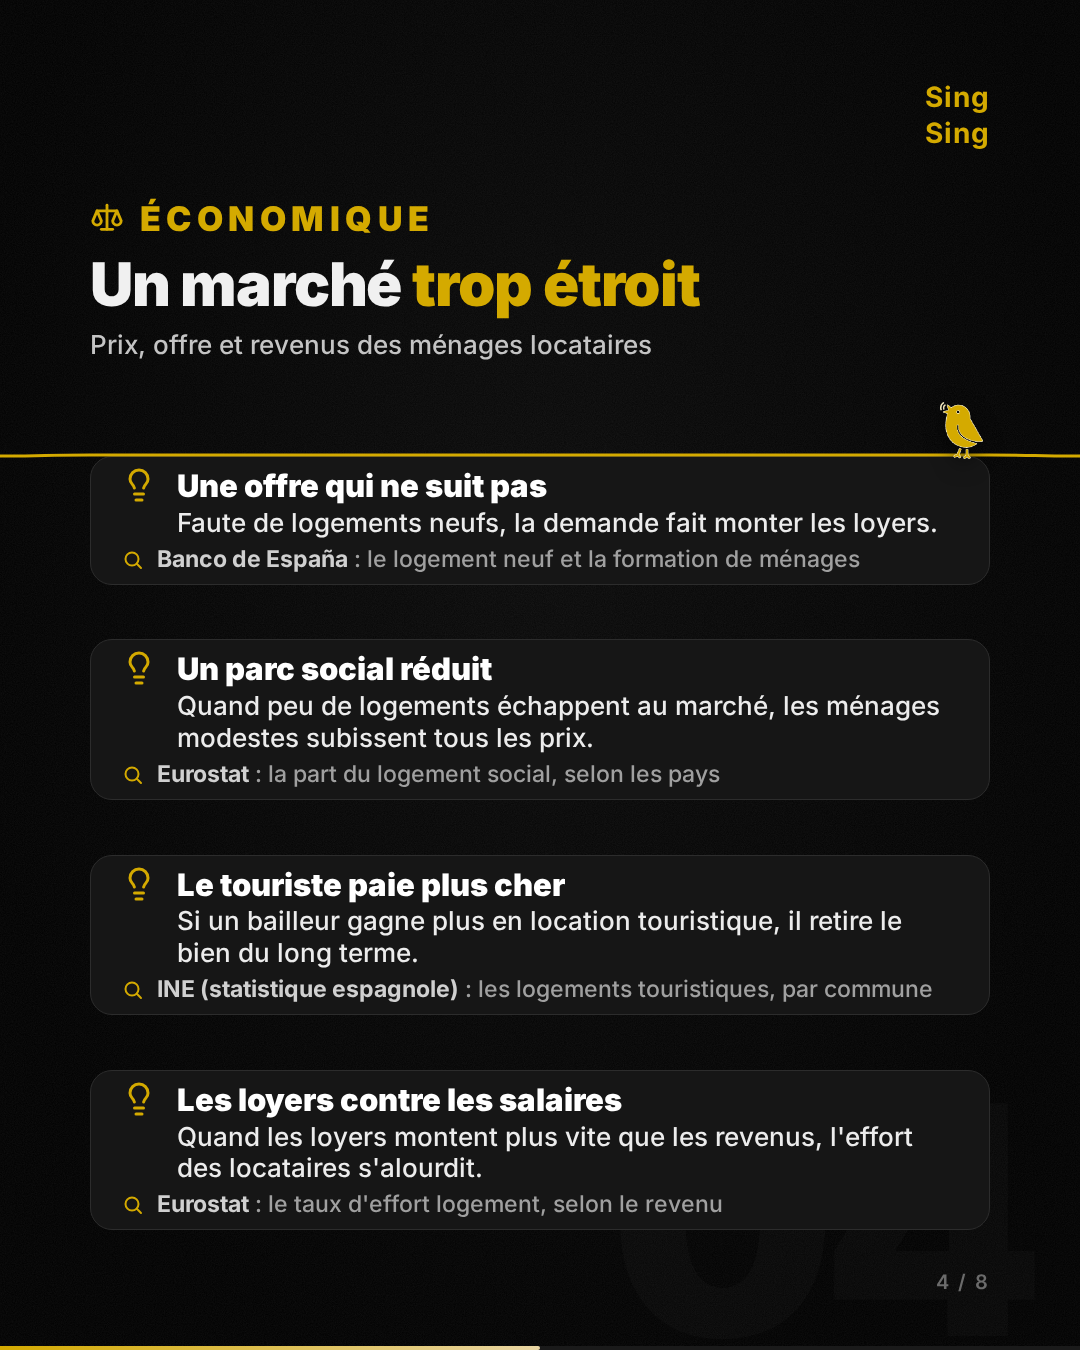 Sing
Sing
ÉCONOMIQUE
Un marché trop étroit
Prix, offre et revenus des ménages locataires
Une offre qui ne suit pas
Faute de logements neufs, la demande fait monter les loyers.
Banco de España : le logement neuf et la formation de ménages
Un parc social réduit
Quand peu de logements échappent au marché, les ménages
modestes subissent tous les prix.
Eurostat : la part du logement social, selon les pays
Le touriste paie plus cher
Si un bailleur gagne plus en location touristique, il retire le
bien du long terme.
INE (statistique espagnole) : les logements touristiques, par commune
Les loyers contre les salaires
Quand les loyers montent plus vite que les revenus, l'effort
des locataires s'alourdit.
Eurostat : le taux d'effort logement, selon le revenu
04
4 / 8